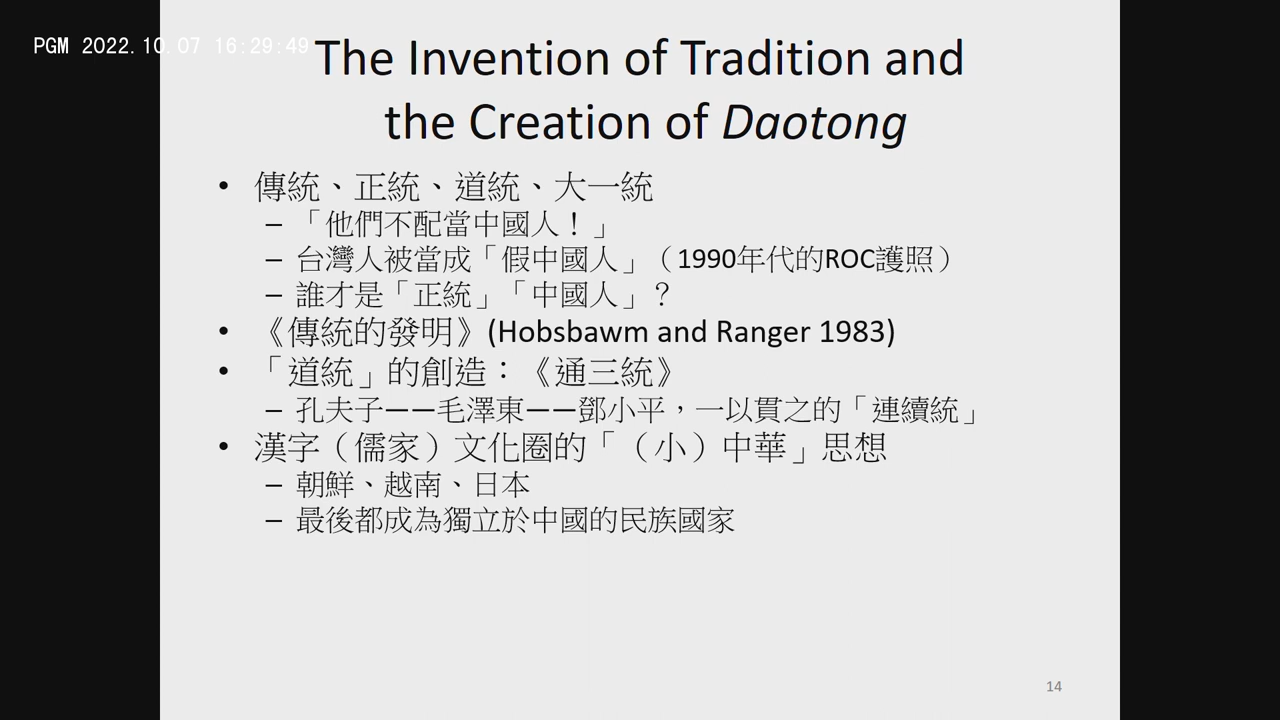 PGM 2022.10.07 16:29:49
The Invention of Tradition and
the Creation of Daotong
• 傳統、正統、道統、大一統
– 「他們不配當中國人！」
– 台灣人被當成「假中國人」（1990年代的ROC護照）
– 誰才是「正統」「中國人」？
• 《傳統的發明》(Hobsbawm and Ranger 1983)
• 「道統」的創造：《通三統》
– 孔夫子——毛澤東——鄧小平，一以貫之的「連續統」
• 漢字（儒家）文化圈的「（小）中華」思想
– 朝鮮、越南、日本
– 最後都成為獨立於中國的民族國家
14